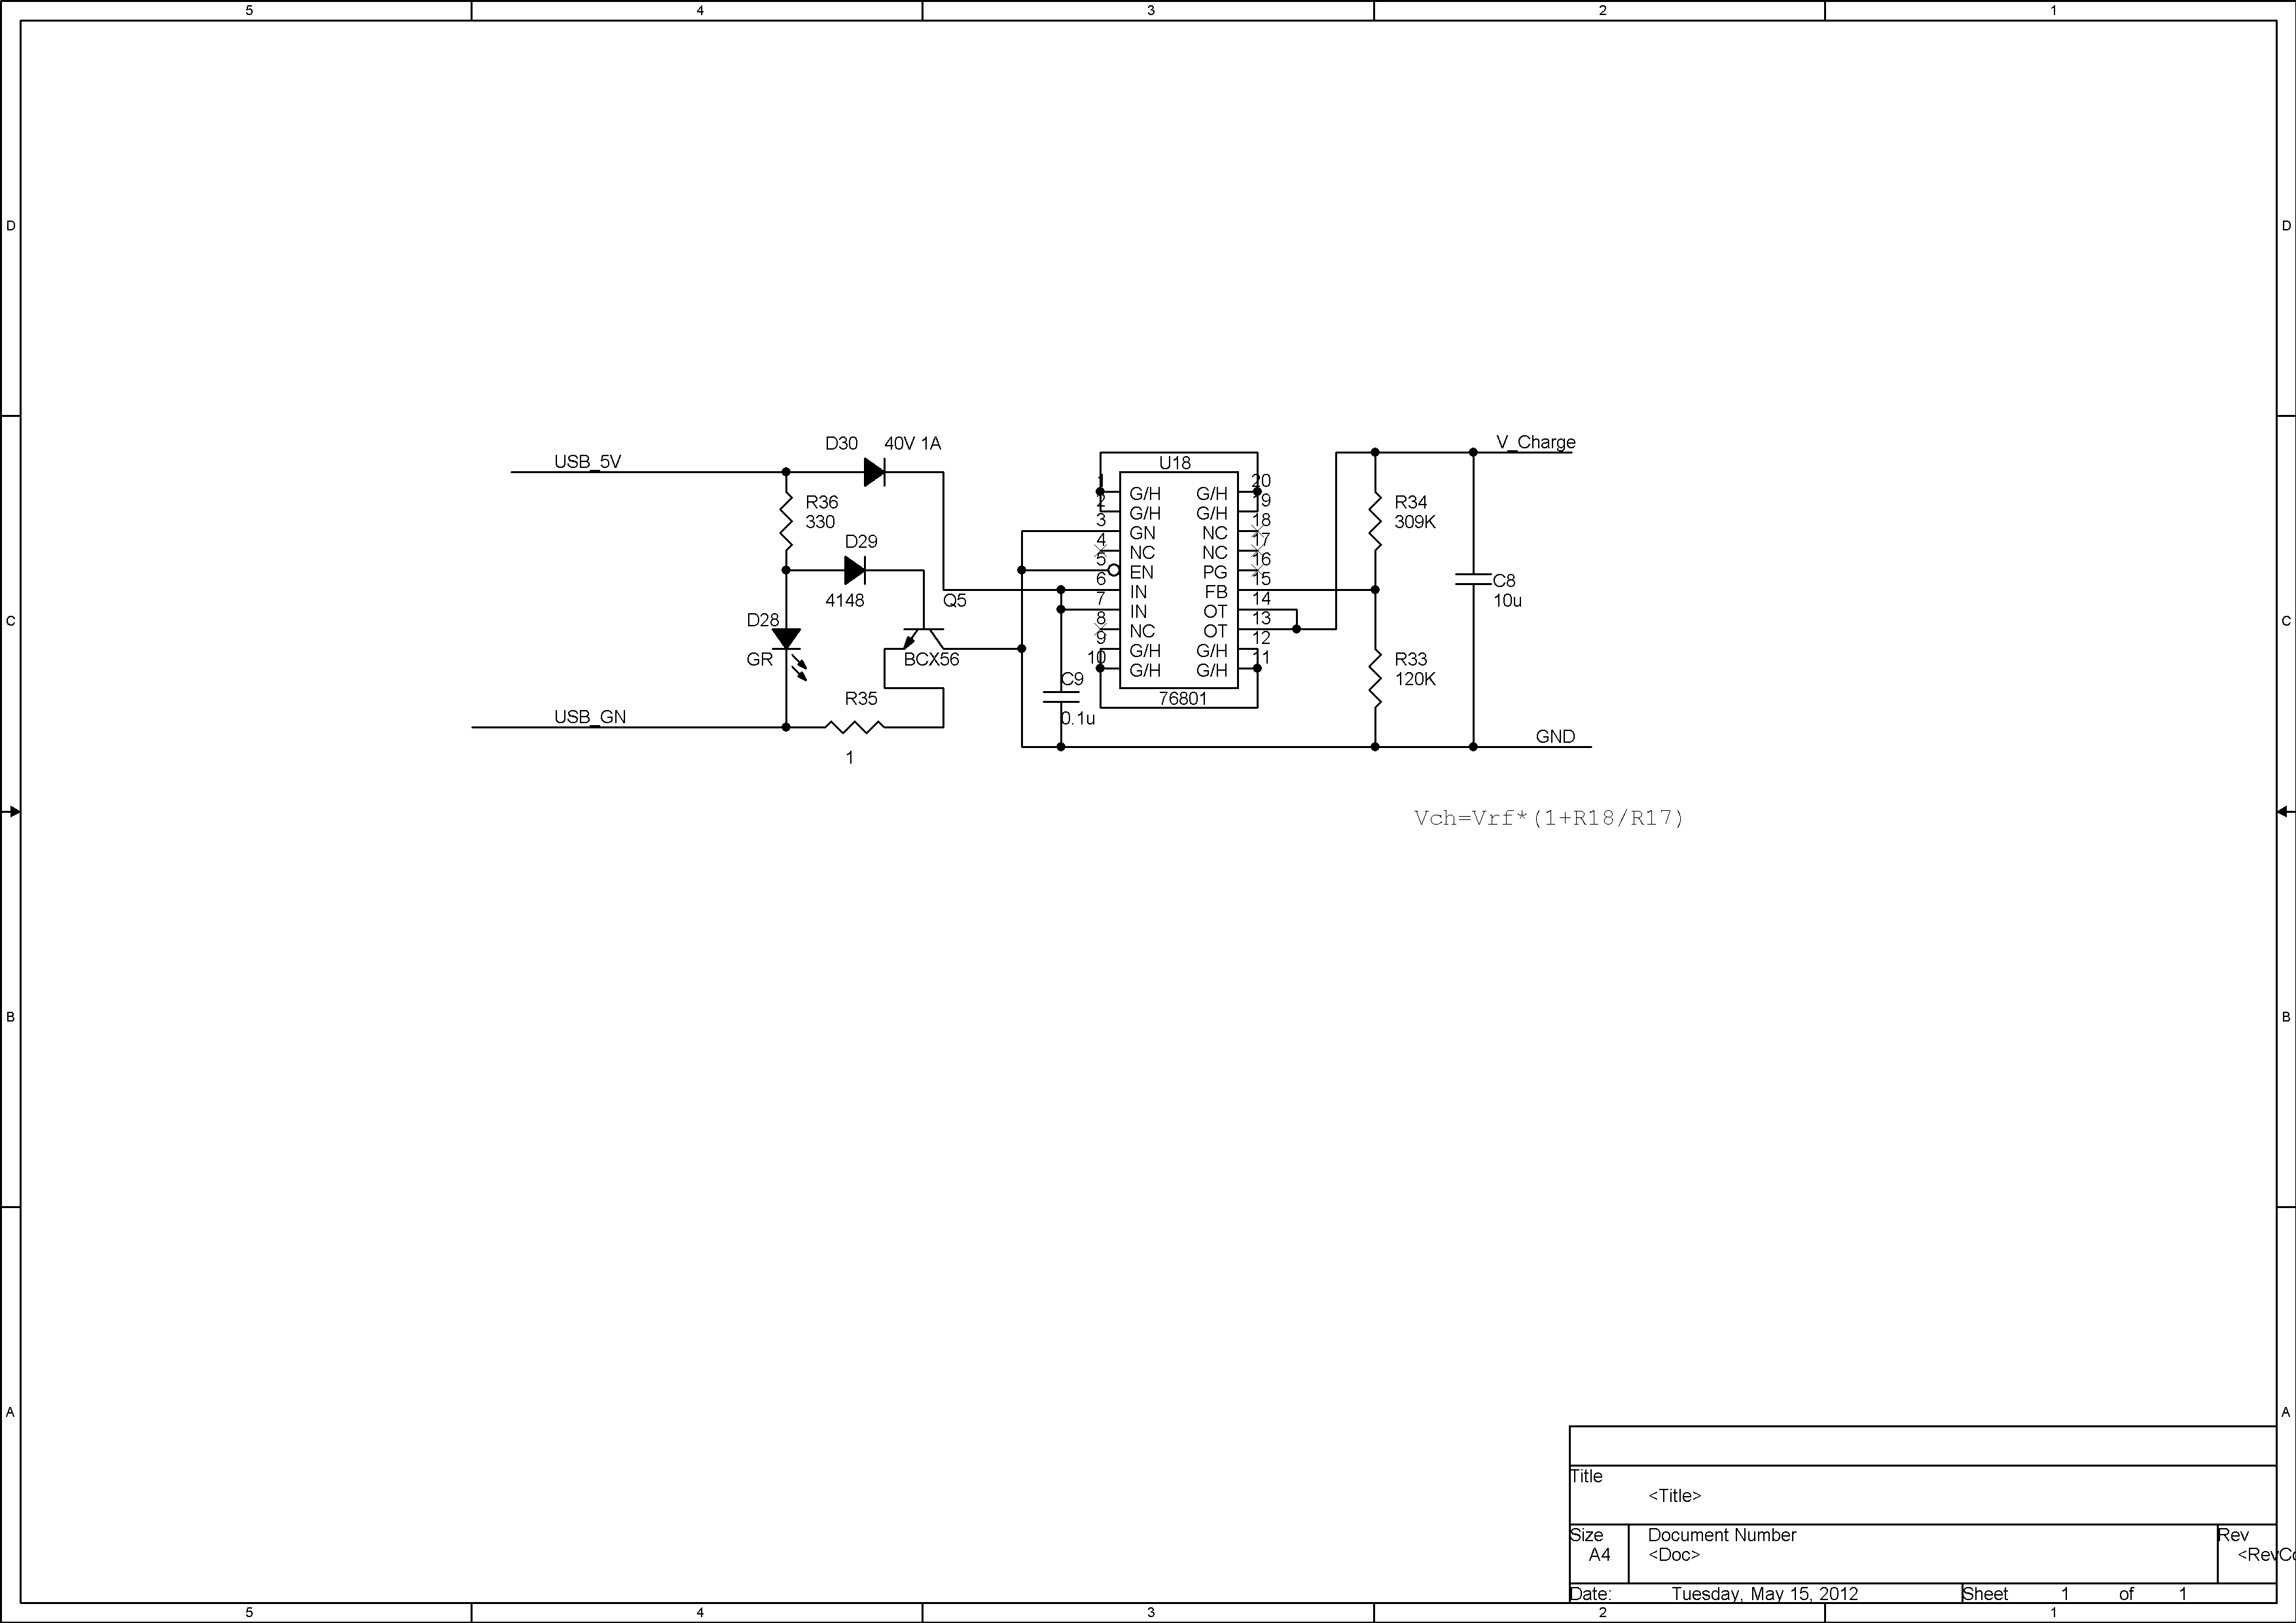 5 4 3 2 1
D D
D30 40V 1A
V_Charge
USB_5V
U18
1 G/H G/H 20
2 G/H G/H 19
3 GN NC 18
4 NC NC 17
5 EN PG 16
6 IN FB 15
7 IN OT 14
8 NC OT 13
9 G/H G/H 12
10 G/H G/H 11
76801
R36
330
R34
309K
D29
4148
Q5
C8
10u
C C
D28
GR
BCX56
R33
120K
C9
0.1u
R35
1
USB_GN
GND
Vch=Vrf*(1+R18/R17)
B B
A A
Title
<Title>
Size
A4
Document Number
<Doc>
Rev
<RevCo
Date: Tuesday, May 15, 2012 Sheet 1 of 1
5 4 3 2 1